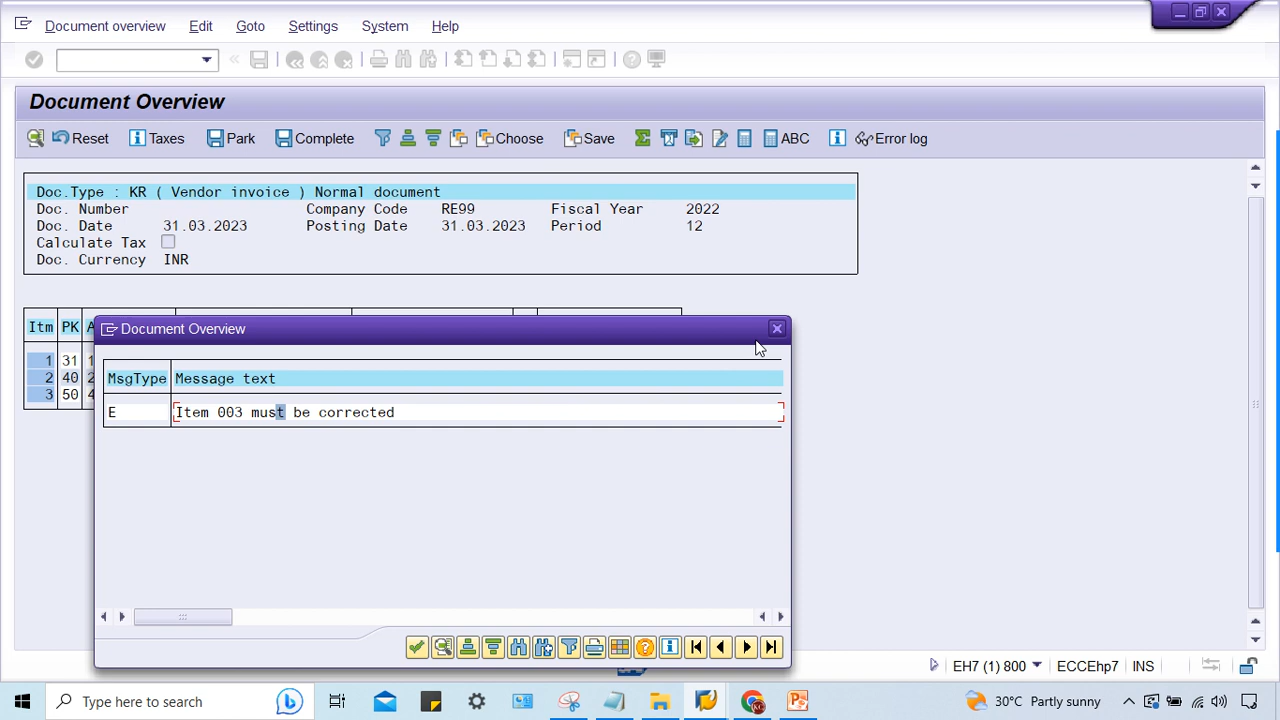 Document overview Edit Goto Settings System Help
Document Overview
Reset Taxes Park Complete Choose Save ABC Error log
Doc.Type : KR ( Vendor invoice ) Normal document
Doc. Number Company Code RE99 Fiscal Year 2022
Doc. Date 31.03.2023 Posting Date 31.03.2023 Period 12
Calculate Tax
Doc. Currency INR
Itm PK A
1 31 1
2 40 2
3 50 4
Document Overview
MsgType Message text
E Item 003 must be corrected
EH7 (1) 800 ECCEhp7 INS
Type here to search
30°C Partly sunny